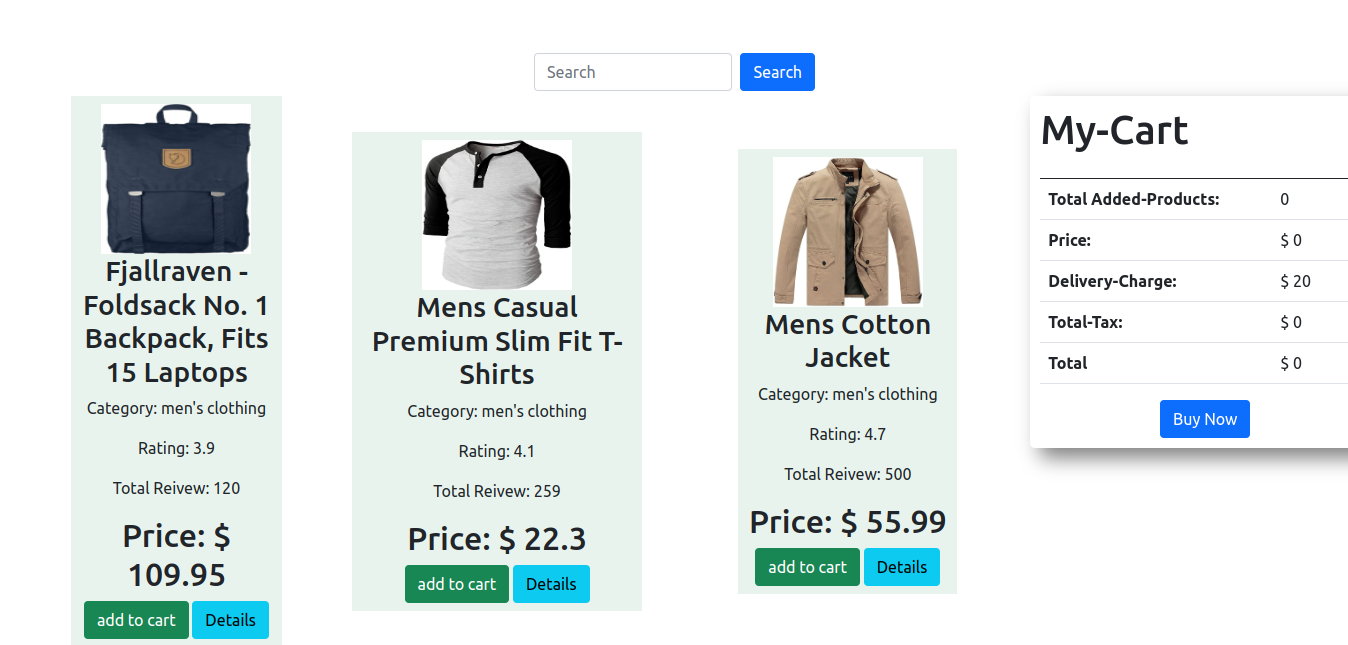 Search Search
Fjallraven -
Foldsack No. 1
Backpack, Fits
15 Laptops
Category: men's clothing
Rating: 3.9
Total Reivew: 120
Price: $
109.95
add to cart Details
Mens Casual
Premium Slim Fit T-
Shirts
Category: men's clothing
Rating: 4.1
Total Reivew: 259
Price: $ 22.3
add to cart Details
Mens Cotton
Jacket
Category: men's clothing
Rating: 4.7
Total Reivew: 500
Price: $ 55.99
add to cart Details
My-Cart
Total Added-Products: 0
Price: $ 0
Delivery-Charge: $ 20
Total-Tax: $ 0
Total $ 0
Buy Now